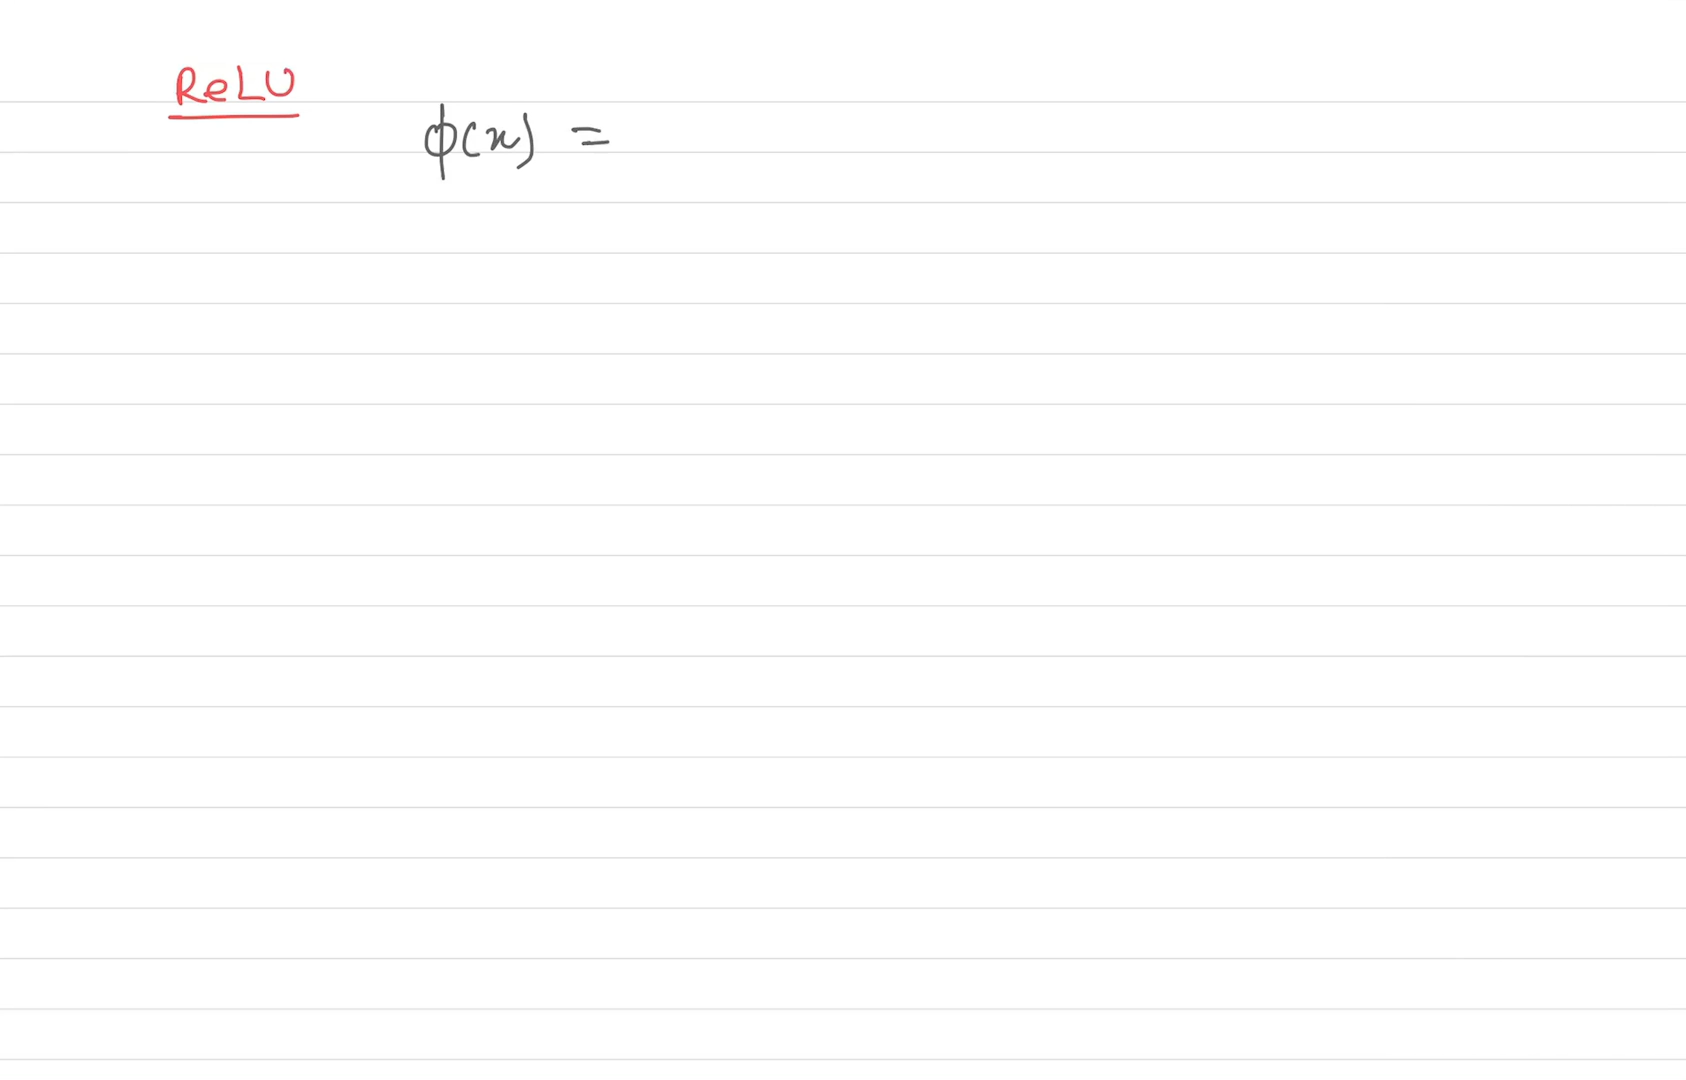 ReLU
ϕ(x) =